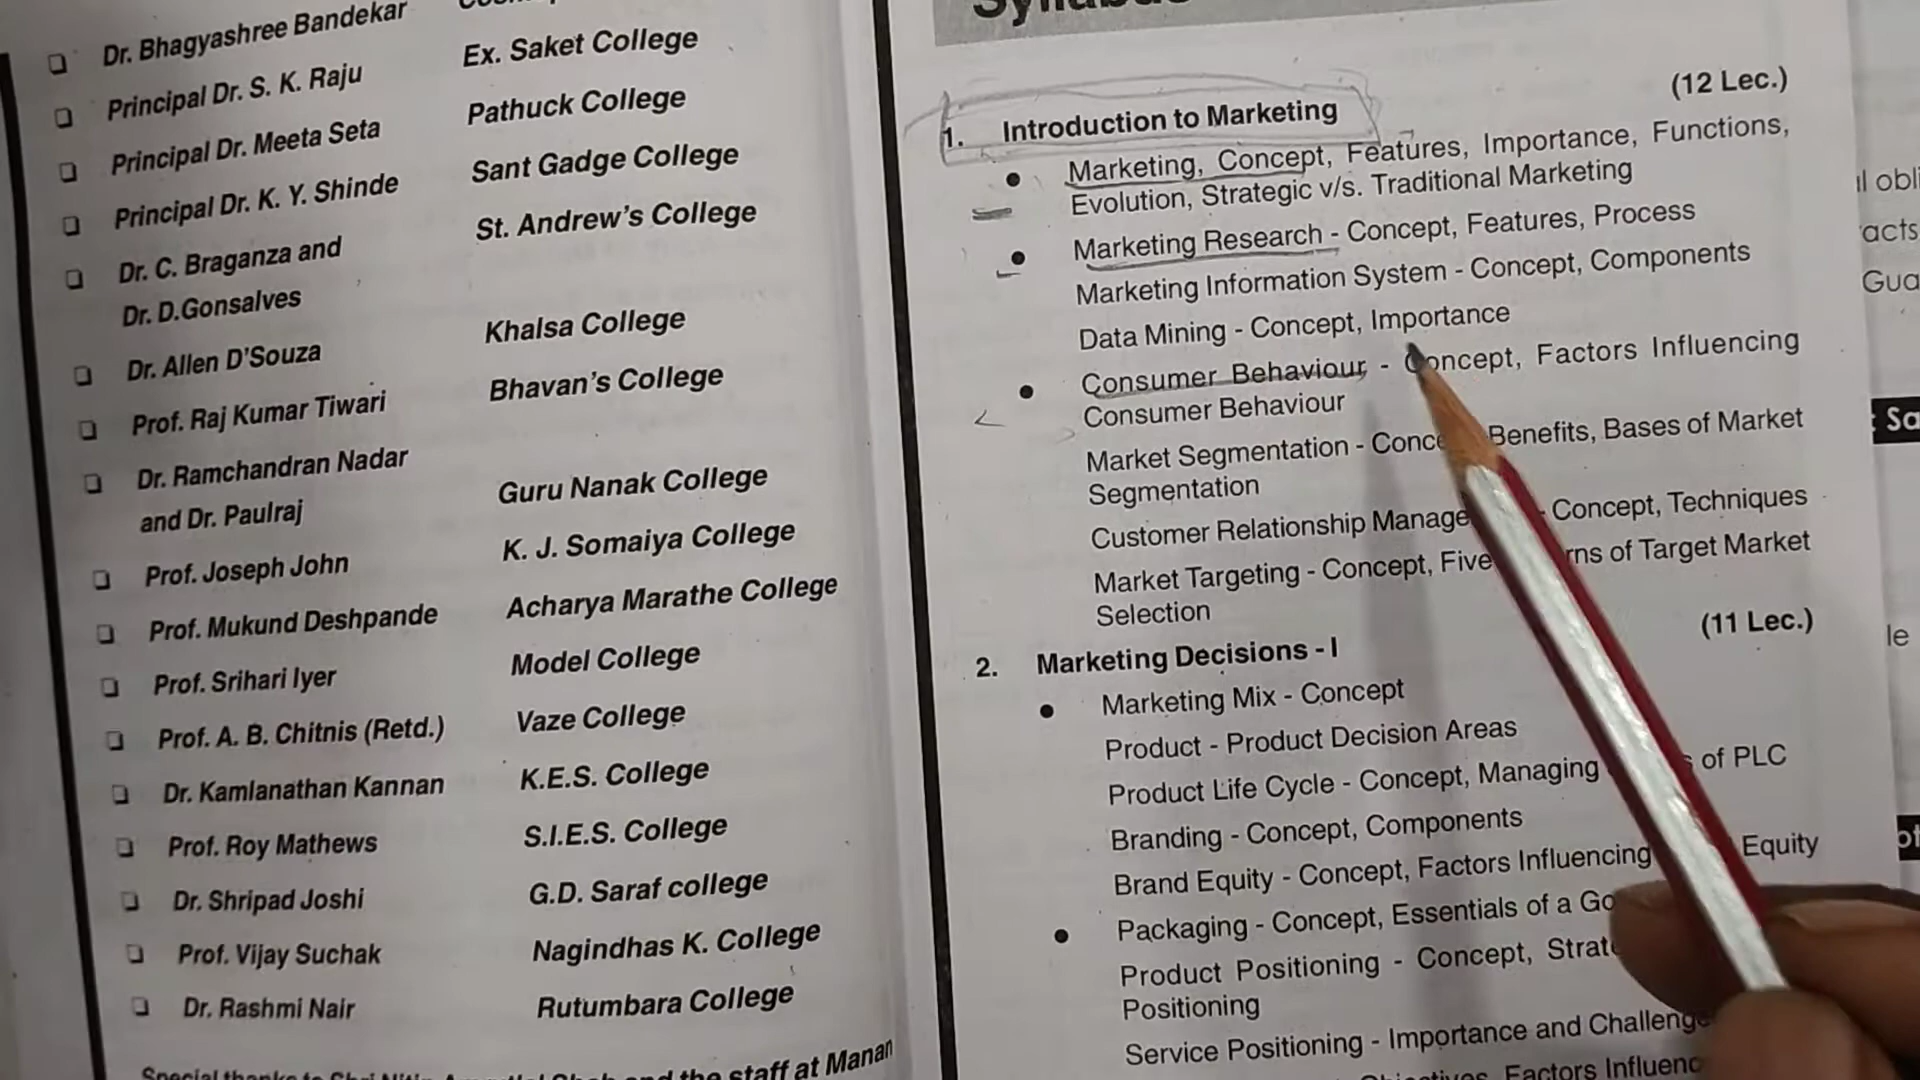 Dr. Bhagyashree Bandekar
Principal Dr. S. K. Raju
Ex. Saket College
Principal Dr. Meeta Seta
Pathuck College
Principal Dr. K. Y. Shinde
Sant Gadge College
Dr. C. Braganza and
St. Andrew's College
Dr. D.Gonsalves
Dr. Allen D'Souza
Khalsa College
Prof. Raj Kumar Tiwari
Bhavan's College
Dr. Ramchandran Nadar
and Dr. Paulraj
Guru Nanak College
Prof. Joseph John
K. J. Somaiya College
Prof. Mukund Deshpande
Acharya Marathe College
Prof. Srihari Iyer
Model College
Prof. A. B. Chitnis (Retd.)
Vaze College
Dr. Kamlanathan Kannan
K.E.S. College
Prof. Roy Mathews
S.I.E.S. College
Dr. Shripad Joshi
G.D. Saraf college
Prof. Vijay Suchak
Nagindhas K. College
Dr. Rashmi Nair
Rutumbara College
Special thanks to and the staff at Manan
Syllabus
(12 Lec.)
1. Introduction to Marketing
Marketing, Concept, Features, Importance, Functions,
Evolution, Strategic v/s. Traditional Marketing
Marketing Research - Concept, Features, Process
Marketing Information System - Concept, Components
Data Mining - Concept, Importance
Consumer Behaviour - Concept, Factors Influencing
Consumer Behaviour
Market Segmentation - Benefits, Bases of Market
Segmentation
Customer Relationship - Concept, Techniques
Market Targeting - Concept, Five of Target Market
Selection
(11 Lec.)
2. Marketing Decisions - I
Marketing Mix - Concept
Product - Product Decision Areas
Product Life Cycle - Concept, Managing of PLC
Branding - Concept, Components
Brand Equity - Concept, Factors Influencing Equity
Packaging - Concept, Essentials of a
Product Positioning - Concept,
Positioning
Service Positioning - Importance and
Factors